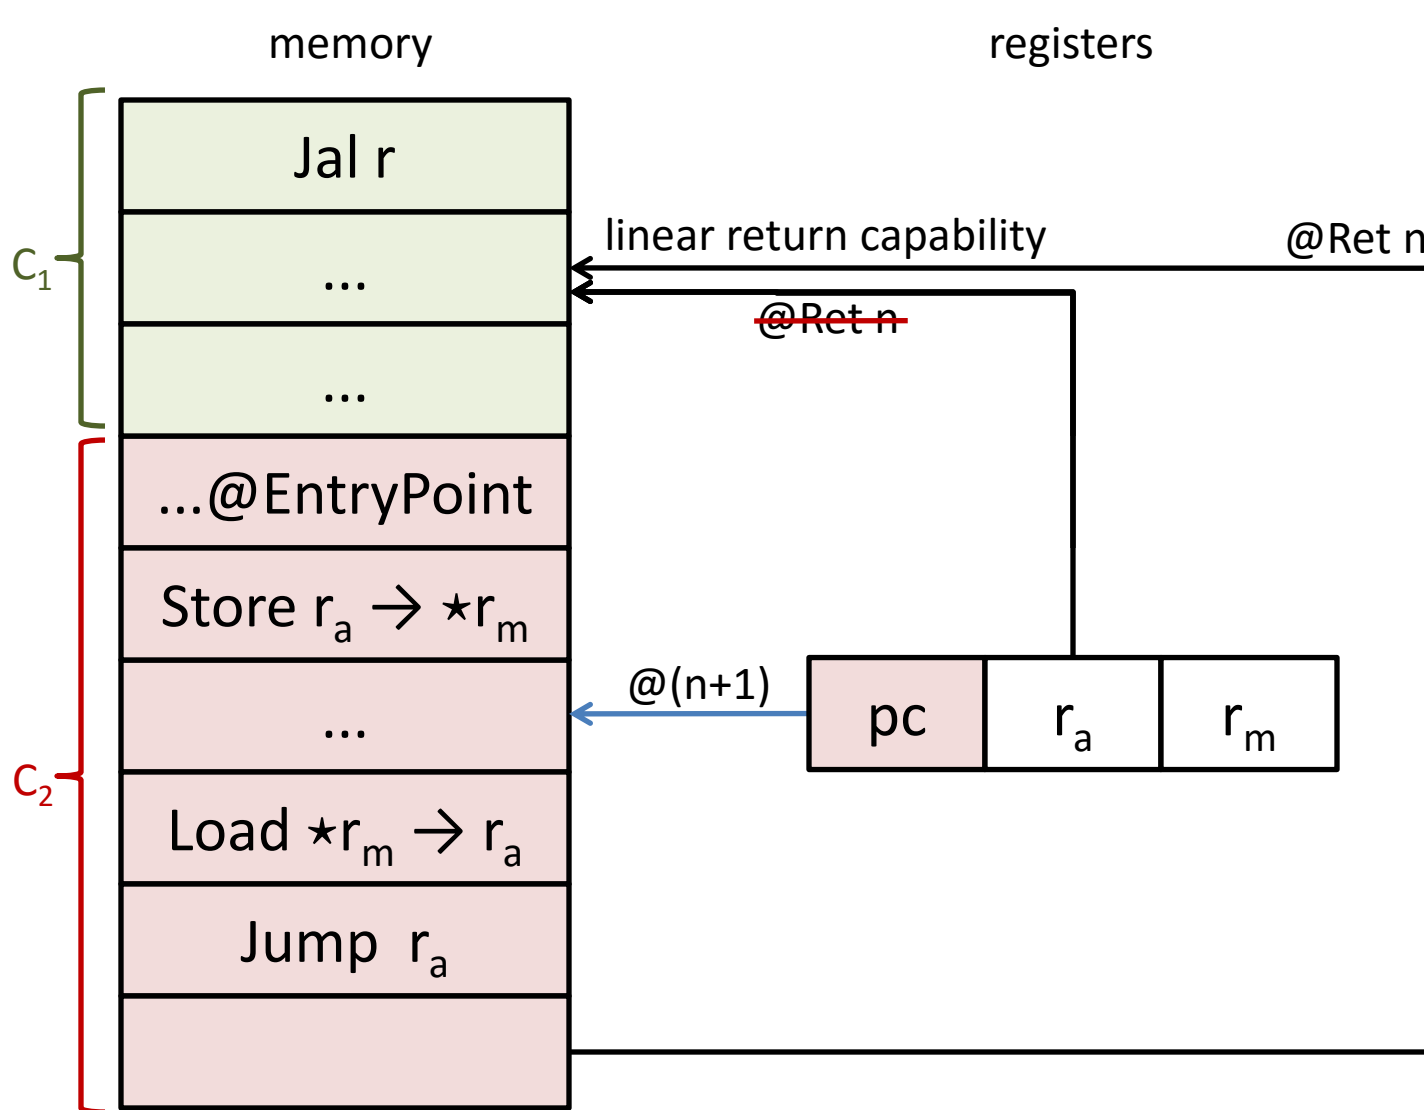 memory
registers
Jal r
linear return capability
@Ret n
C₁
...
@Ret n
...
...@EntryPoint
Store rₐ → ★rₘ
@(n+1)
...
pc
rₐ
rₘ
C₂
Load ★rₘ → rₐ
Jump rₐ